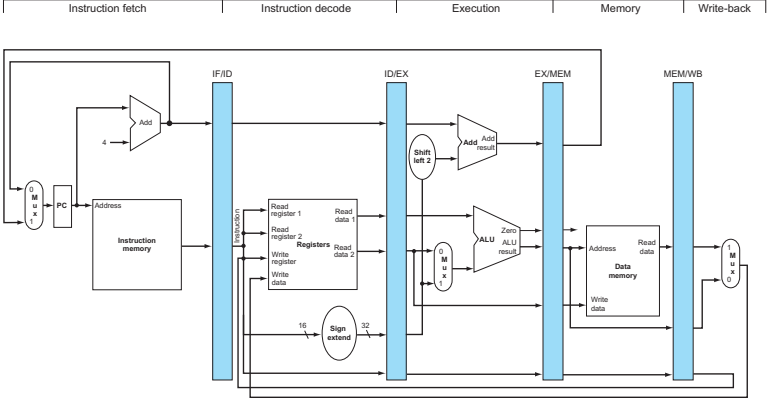 Instruction fetch
Instruction decode
Execution
Memory
Write-back
IF/ID
ID/EX
EX/MEM
MEM/WB
Add
4
Shift
left 2
Add
Add
result
0
M
u
x
1
PC
Address
Instruction
memory
Instruction
Read
register 1
Read
register 2
Write
register
Write
data
Registers
Read
data 1
Read
data 2
16
Sign
extend
32
0
M
u
x
1
ALU
Zero
ALU
result
Address
Data
memory
Read
data
Write
data
1
M
u
x
0